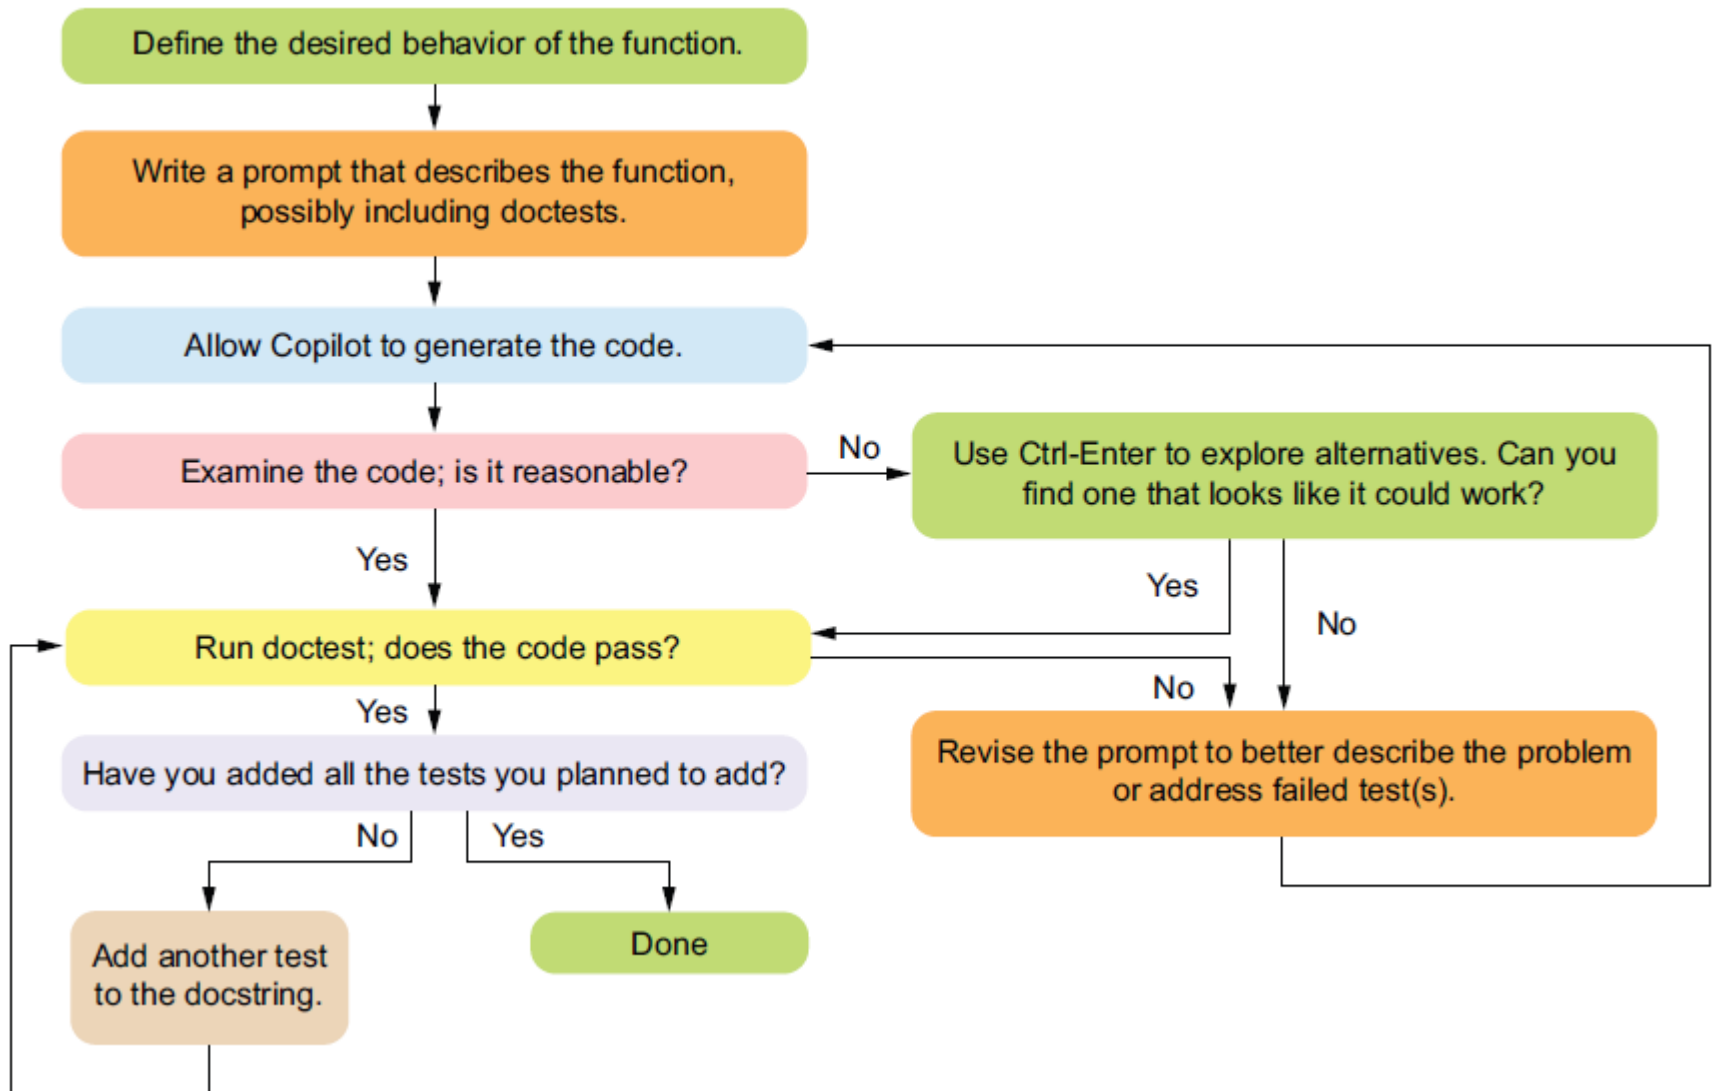 Define the desired behavior of the function.
Write a prompt that describes the function,
possibly including doctests.
Allow Copilot to generate the code.
Examine the code; is it reasonable?
No
Use Ctrl-Enter to explore alternatives. Can you
find one that looks like it could work?
Yes
Yes
No
Run doctest; does the code pass?
No
Yes
Revise the prompt to better describe the problem
or address failed test(s).
Have you added all the tests you planned to add?
No
Yes
Add another test
to the docstring.
Done